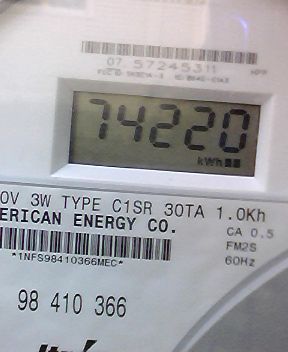 07 57245311
74220
kWh
0V 3W TYPE C1SR 30TA 1.0Kh
ERICAN ENERGY CO.
CA 0.5
FM2S
*1NFS98410366MEC*
60Hz
98 410 366